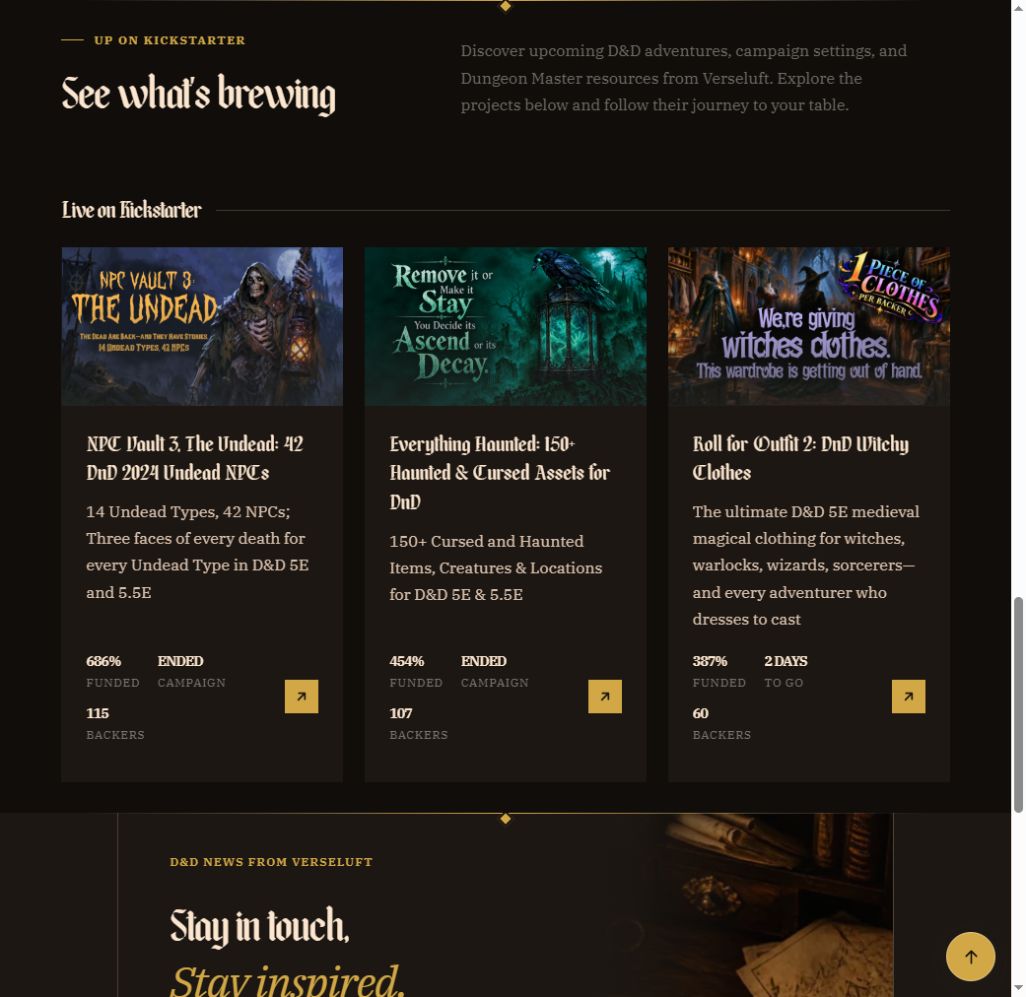 UP ON KICKSTARTER
See what's brewing
Discover upcoming D&D adventures, campaign settings, and
Dungeon Master resources from Verseluft. Explore the
projects below and follow their journey to your table.
Live on Kickstarter
NPC VAULT 3:
THE UNDEAD
THE DEAD ARE BACK—AND THEY HAVE STORIES
14 UNDEAD TYPES, 42 NPCS
NPC Vault 3, The Undead: 42
DnD 2024 Undead NPCs
14 Undead Types, 42 NPCs;
Three faces of every death for
every Undead Type in D&D 5E
and 5.5E
686%
FUNDED
ENDED
CAMPAIGN
115
BACKERS
Remove it or
Make it
Stay
You Decide its
Ascend or its
Decay.
Everything Haunted: 150+
Haunted & Cursed Assets for
DnD
150+ Cursed and Haunted
Items, Creatures & Locations
for D&D 5E & 5.5E
454%
FUNDED
ENDED
CAMPAIGN
107
BACKERS
1 PIECE OF
CLOTHES
PER BACKER
We're giving
witches clothes.
This wardrobe is getting out of hand.
Roll for Outfit 2: DnD Witchy
Clothes
The ultimate D&D 5E medieval
magical clothing for witches,
warlocks, wizards, sorcerers—
and every adventurer who
dresses to cast
387%
FUNDED
2 DAYS
TO GO
60
BACKERS
D&D NEWS FROM VERSELUFT
Stay in touch,
Stay inspired.